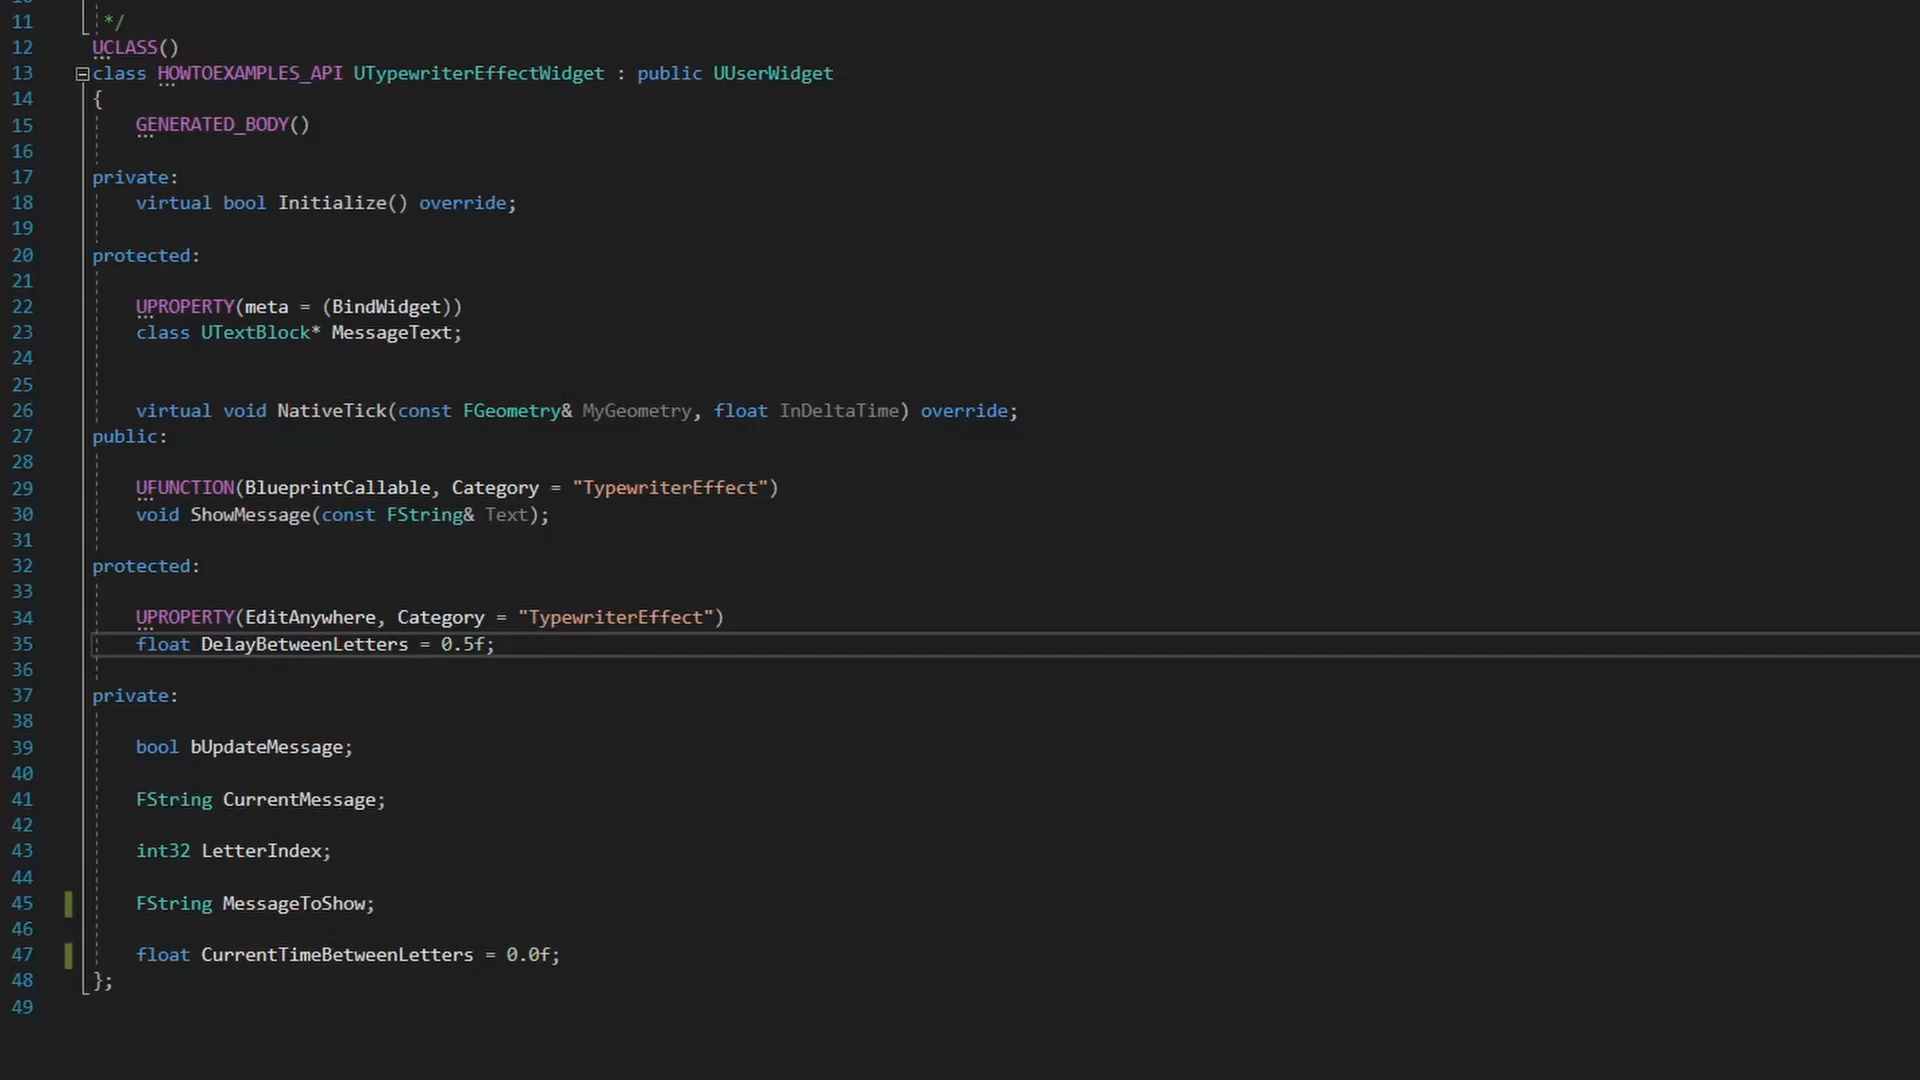 11 */
12 UCLASS()
13 class HOWTOEXAMPLES_API UTypewriterEffectWidget : public UUserWidget
14 {
15 GENERATED_BODY()
16
17 private:
18 virtual bool Initialize() override;
19
20 protected:
21
22 UPROPERTY(meta = (BindWidget))
23 class UTextBlock* MessageText;
24
25
26 virtual void NativeTick(const FGeometry& MyGeometry, float InDeltaTime) override;
27 public:
28
29 UFUNCTION(BlueprintCallable, Category = "TypewriterEffect")
30 void ShowMessage(const FString& Text);
31
32 protected:
33
34 UPROPERTY(EditAnywhere, Category = "TypewriterEffect")
35 float DelayBetweenLetters = 0.5f;
36
37 private:
38
39 bool bUpdateMessage;
40
41 FString CurrentMessage;
42
43 int32 LetterIndex;
44
45 FString MessageToShow;
46
47 float CurrentTimeBetweenLetters = 0.0f;
48 };
49